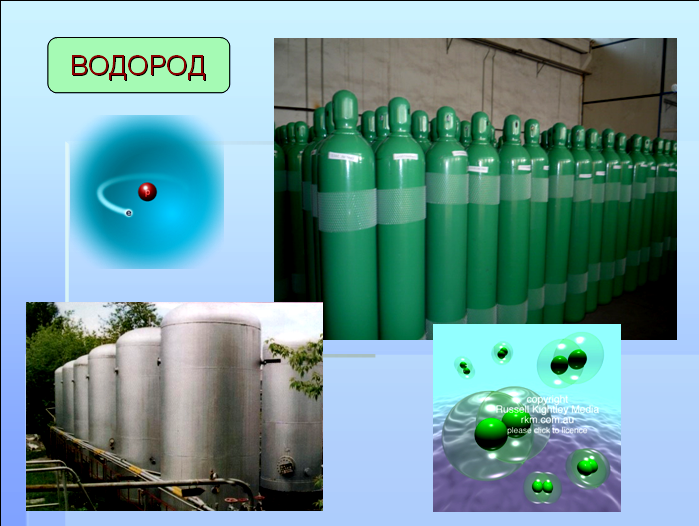 ВОДОРОД
p
e
copyright
Russell Kightley Media
rkm.com.au
please click to licence